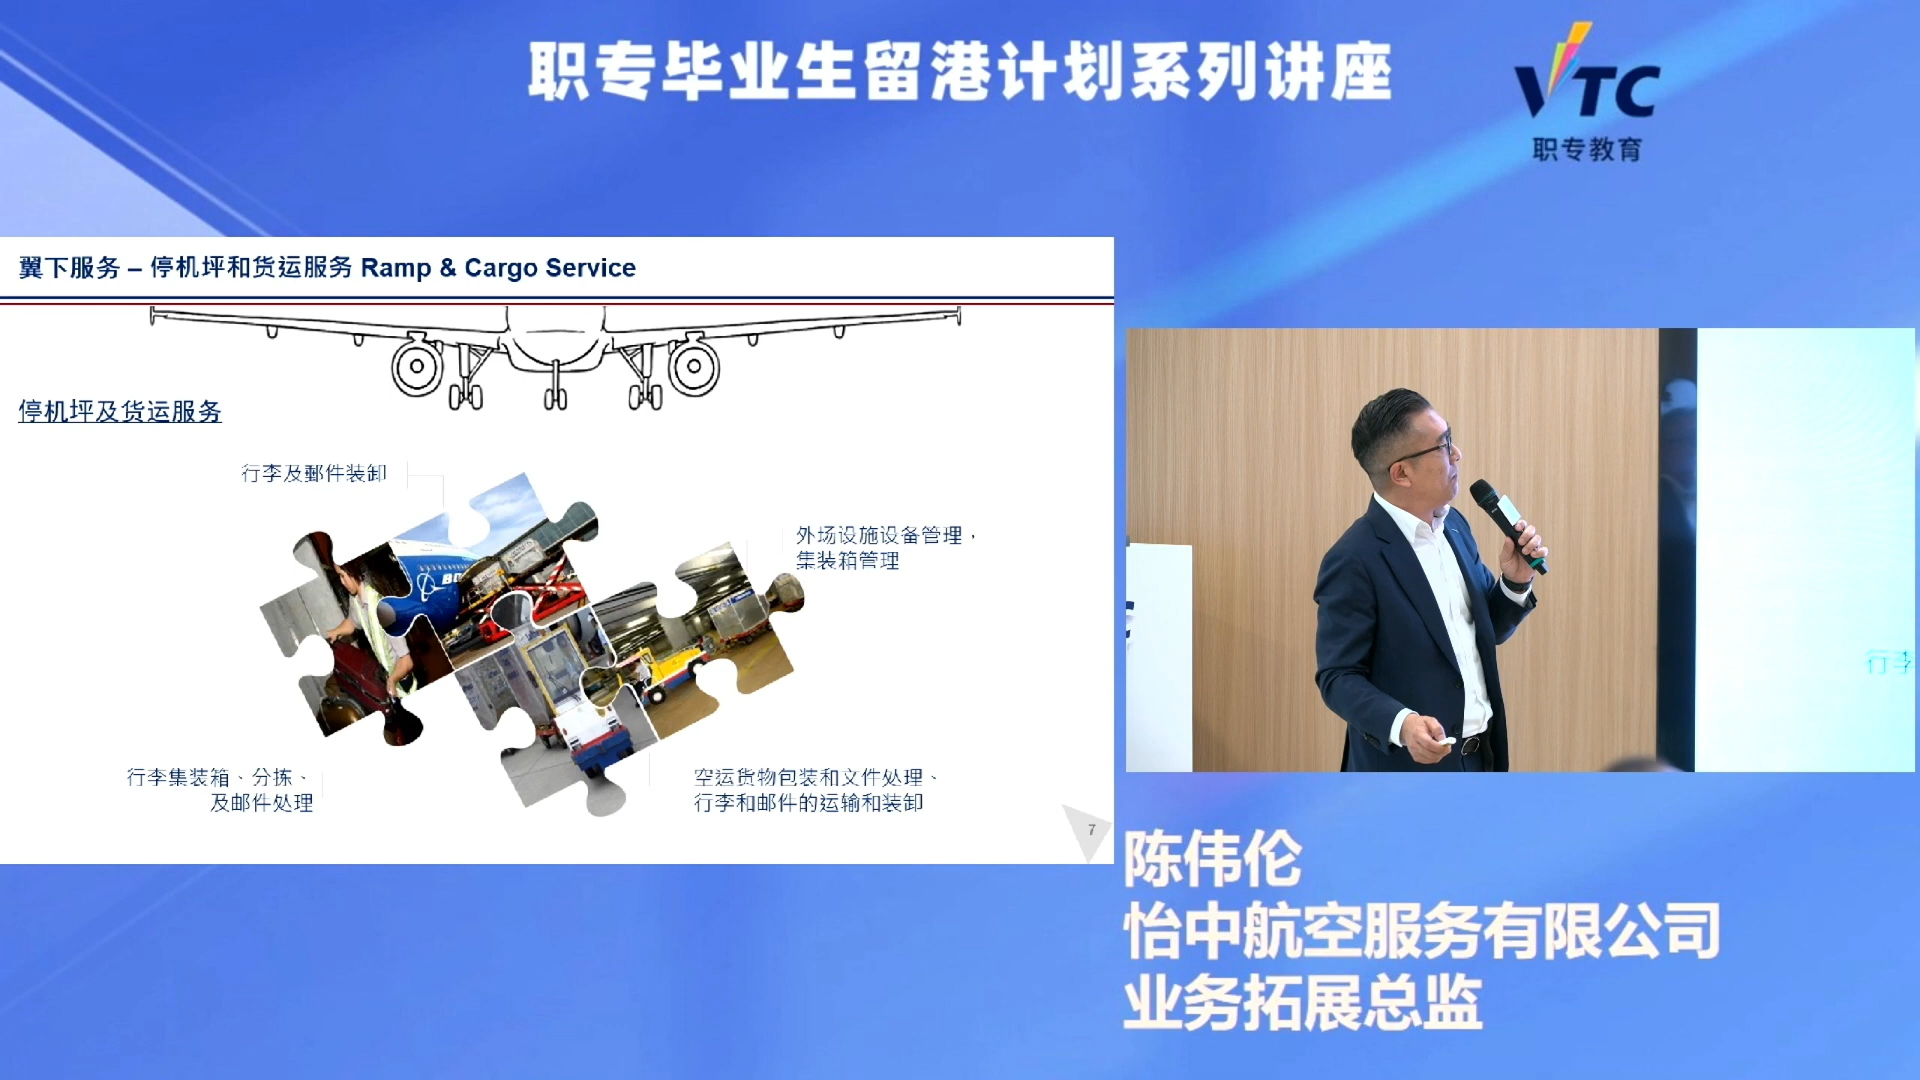 职专毕业生留港计划系列讲座
VTC
职专教育
翼下服务 – 停机坪和货运服务 Ramp & Cargo Service
停机坪及货运服务
行李及郵件装卸
外场设施设备管理，
集装箱管理
BO
行李集装箱、分拣、
及邮件处理
空运货物包装和文件处理、
行李和邮件的运输和装卸
7
行李
陈伟伦
怡中航空服务有限公司
业务拓展总监